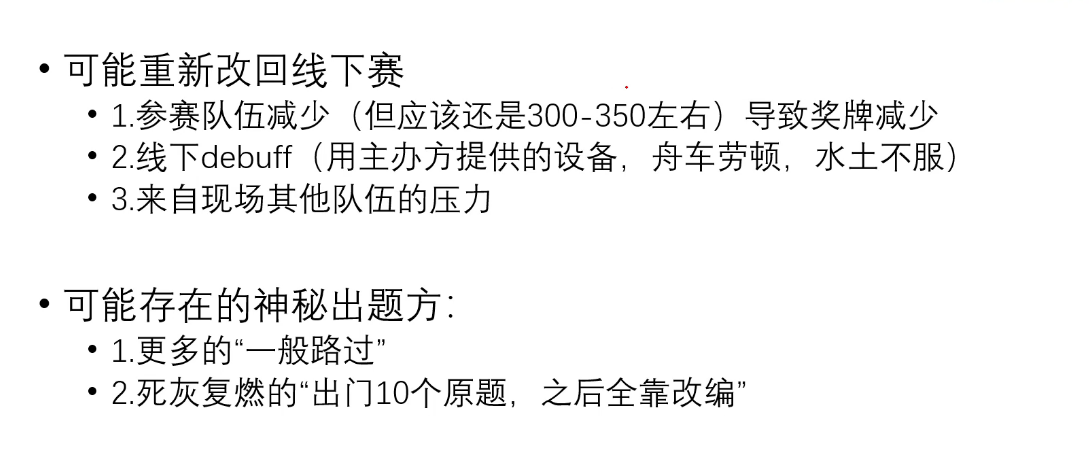 • 可能重新改回线下赛
• 1.参赛队伍减少（但应该还是300-350左右）导致奖牌减少
• 2.线下debuff（用主办方提供的设备，舟车劳顿，水土不服）
• 3.来自现场其他队伍的压力
• 可能存在的神秘出题方：
• 1.更多的“一般路过”
• 2.死灰复燃的“出门10个原题，之后全靠改编”